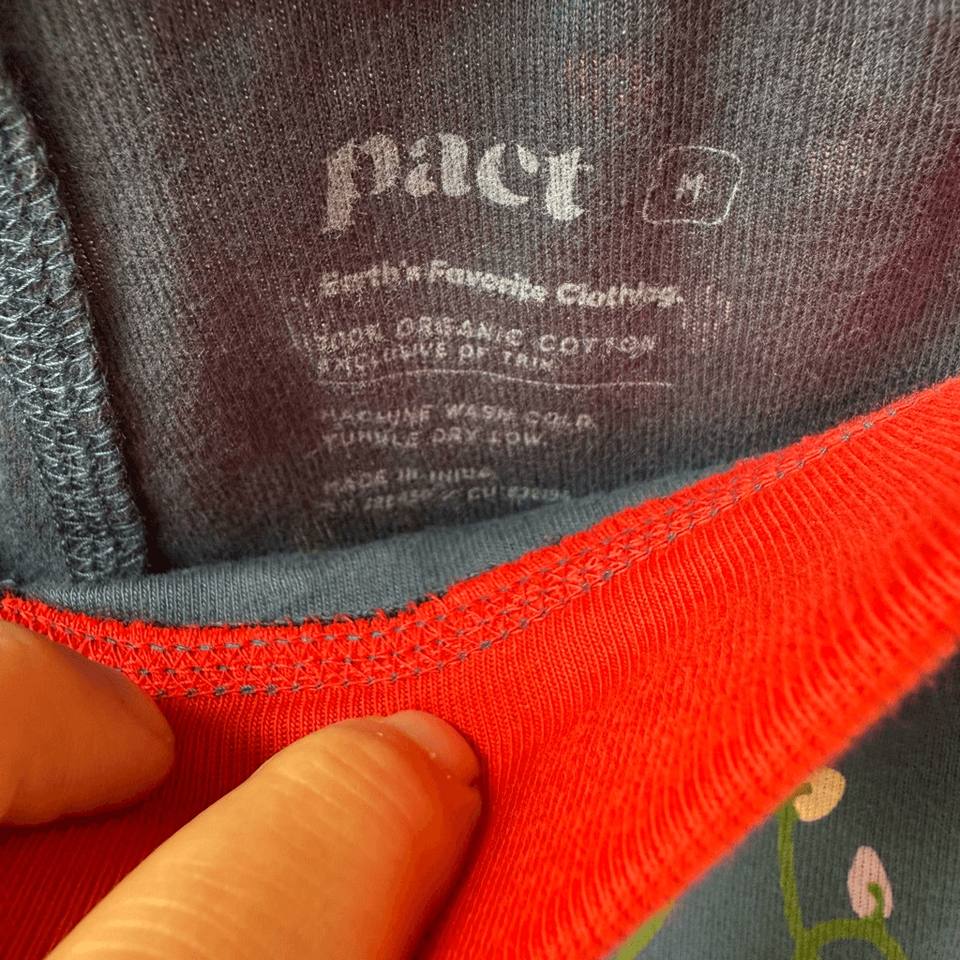 pact M
Earth's Favorite Clothing.
100% ORGANIC COTTON
EXCLUSIVE OF TRIM
MACHINE WASH COLD
TUMBLE DRY LOW
MADE IN INDIA